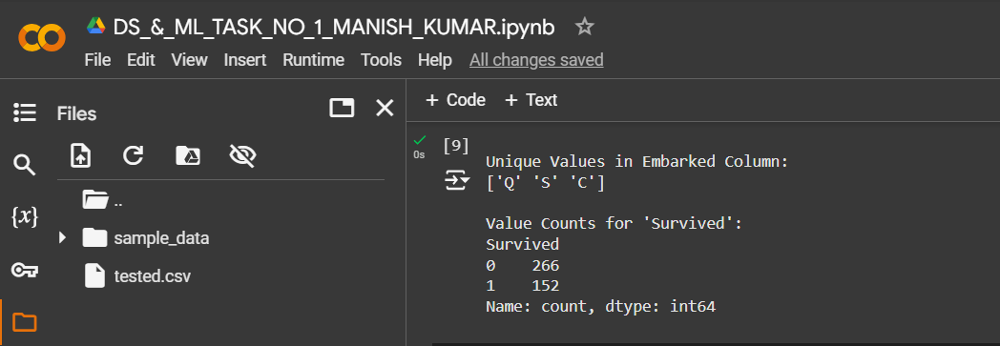 DS_&_ML_TASK_NO_1_MANISH_KUMAR.ipynb
File Edit View Insert Runtime Tools Help All changes saved
Files
{x}
..
sample_data
tested.csv
+ Code + Text
0s
[9]
Unique Values in Embarked Column:
['Q' 'S' 'C']
Value Counts for 'Survived':
Survived
0    266
1    152
Name: count, dtype: int64